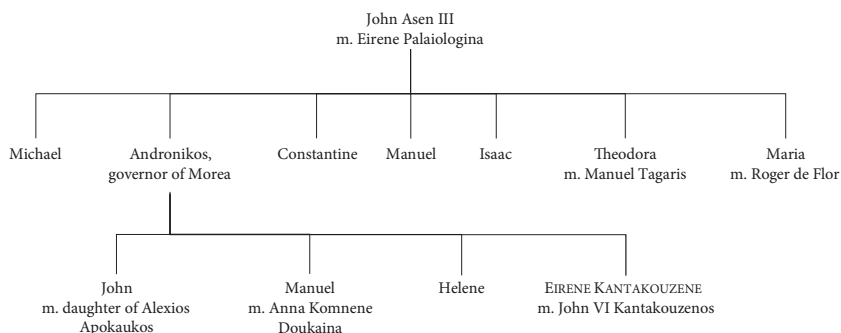 John Asen III
m. Eirene Palaiologina
Michael
Andronikos,
governor of Morea
Constantine
Manuel
Isaac
Theodora
m. Manuel Tagaris
Maria
m. Roger de Flor
John
m. daughter of Alexios
Apokaukos
Manuel
m. Anna Komnene
Doukaina
Helene
EIRENE KANTAKOUZENE
m. John VI Kantakouzenos